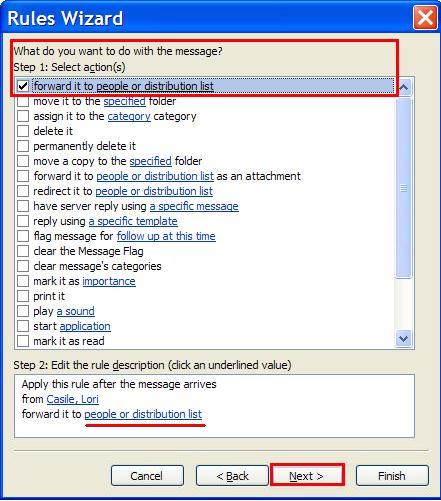 Rules Wizard
What do you want to do with the message?
Step 1: Select action(s)
forward it to people or distribution list
move it to the specified folder
assign it to the category category
delete it
permanently delete it
move a copy to the specified folder
forward it to people or distribution list as an attachment
redirect it to people or distribution list
have server reply using a specific message
reply using a specific template
flag message for follow up at this time
clear the Message Flag
clear message's categories
mark it as importance
print it
play a sound
start application
mark it as read
Step 2: Edit the rule description (click an underlined value)
Apply this rule after the message arrives
from Casile, Lori
forward it to people or distribution list
Cancel < Back Next > Finish